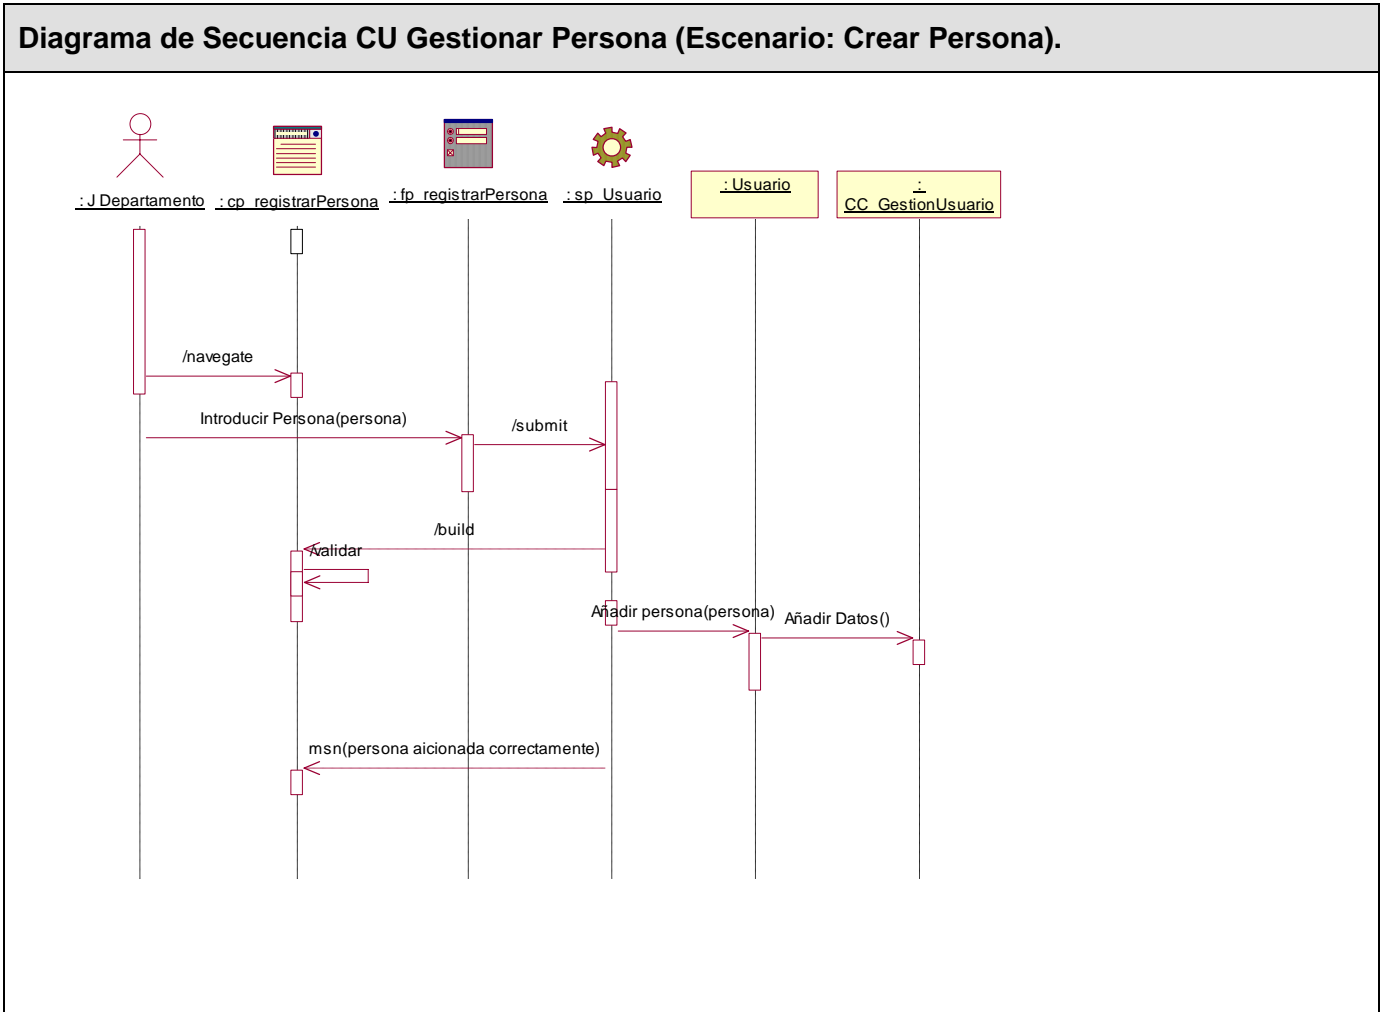 Diagrama de Secuencia CU Gestionar Persona (Escenario: Crear Persona).
: J Departamento
: cp_registrarPersona
: fp_registrarPersona
: sp_Usuario
: Usuario
:
CC_GestionUsuario
/navegate
Introducir Persona(persona)
/submit
/build
/validar
Añadir persona(persona)
Añadir Datos()
msn(persona aicionada correctamente)